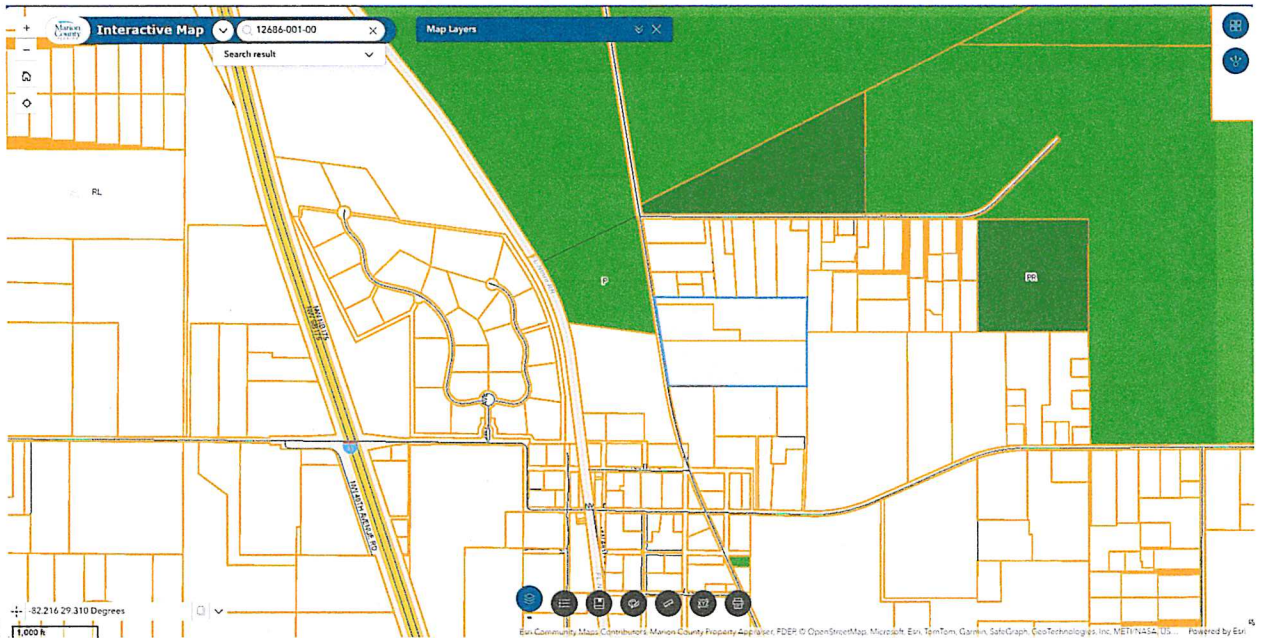 Marion
County
Interactive Map
12686-001-00
Map Layers
Search result
RL
P
PR
-82.216 29.310 Degrees
1,000 ft
Esri Community Maps Contributors, Marion County Property Appraiser, FDEP, © OpenStreetMap, Microsoft, Esri, TomTom, Garmin, SafeGraph, GeoTechnologies, Inc, METI/NASA, US...
Powered by Esri